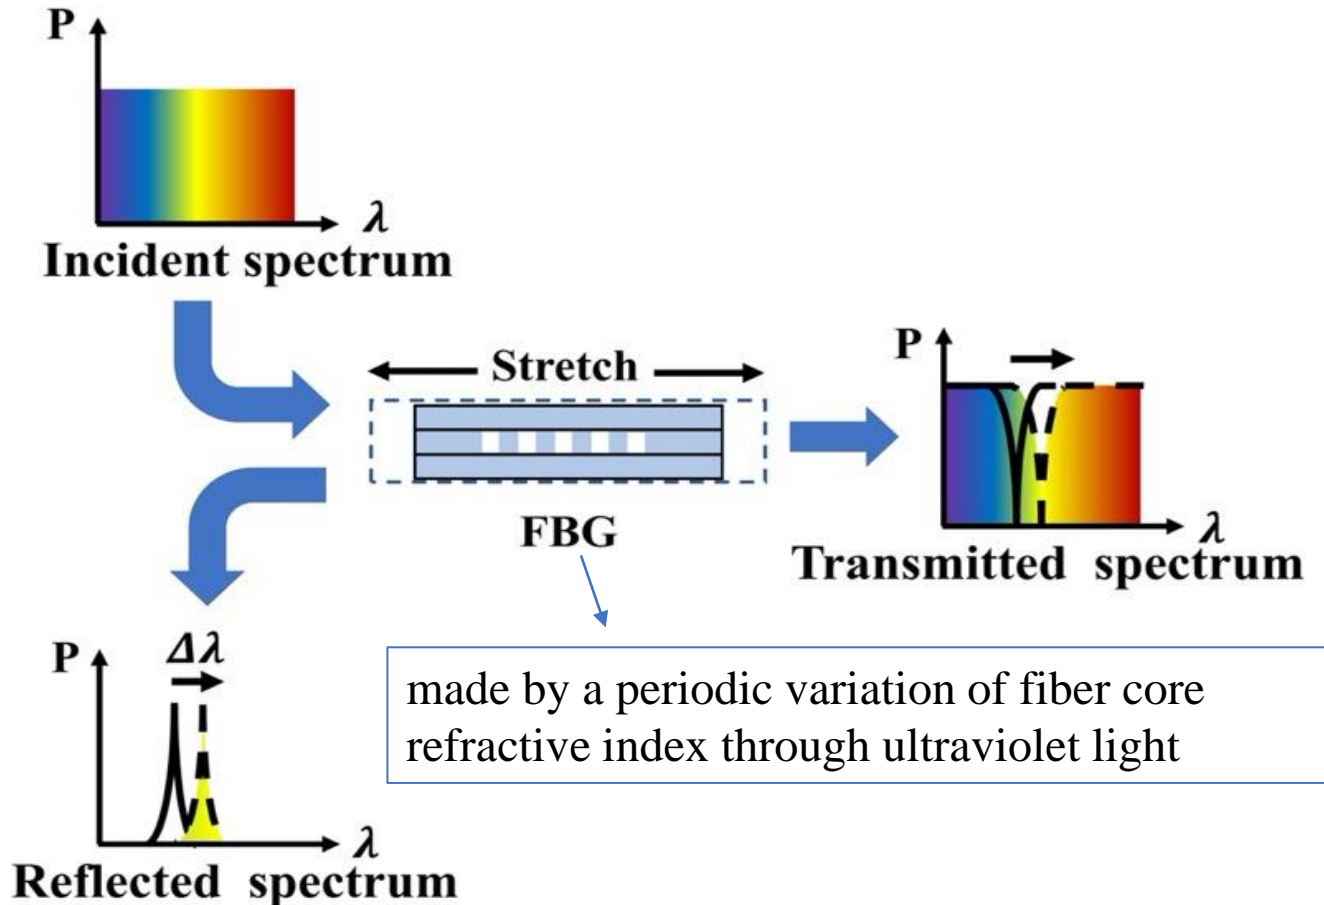 P
λ
Incident spectrum
Stretch
FBG
P
λ
Transmitted spectrum
made by a periodic variation of fiber core
refractive index through ultraviolet light
P
Δλ
λ
Reflected spectrum